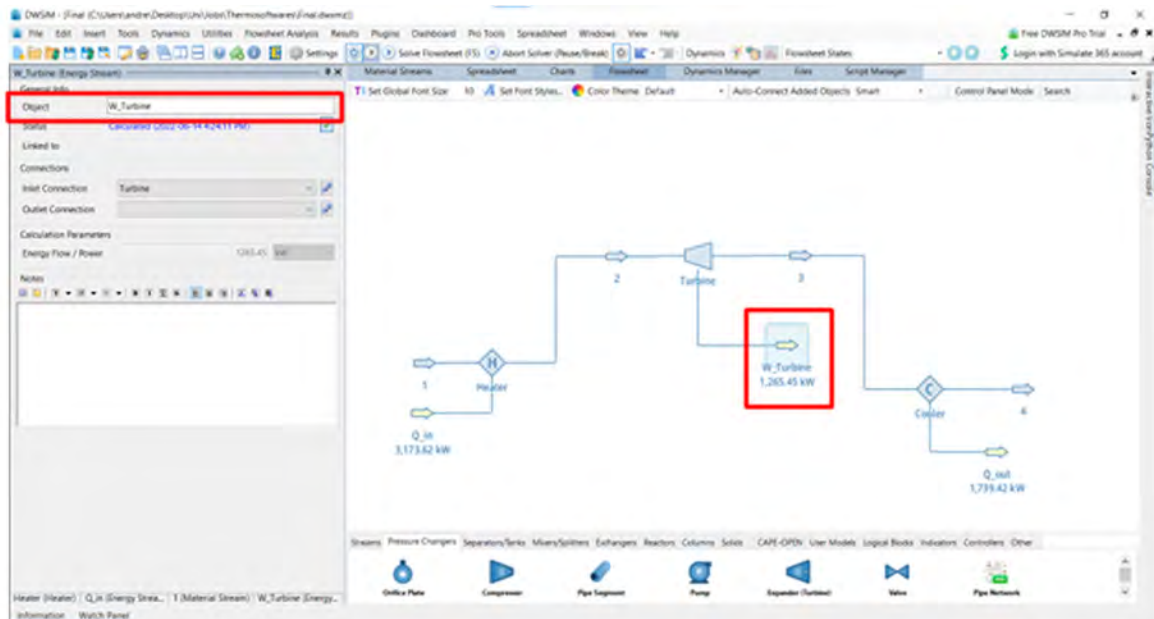 DWSIM - [Final (C:\Users\andre\Desktop\Uni\Jobs\Thermosoftwares\Final.dwxmz)]
File Edit Insert Tools Dynamics Utilities Flowsheet Analysis Results Plugins Dashboard Pro Tools Spreadsheet Windows View Help Free DWSIM Pro Trial
Settings Solve Flowsheet (F5) Abort Solver (Pause/Break) Dynamics Flowsheet States Login with Simulate 365 account
W_Turbine (Energy Stream) Material Streams Spreadsheet Charts Flowsheet Dynamics Manager Files Script Manager
General Info
Set Global Font Size 10 Set Font Styles... Color Theme Default Auto-Connect Added Objects Smart Control Panel Mode Search
Object W_Turbine
Status Calculated (2022-06-14 4:24:11 PM)
Linked to
Connections
Inlet Connection Turbine
Outlet Connection
Calculation Parameters
Energy Flow / Power 1265.45 kW
Notes
Interactive IronPython Console
2
Turbine
3
W_Turbine
1,265.45 kW
1
Heater
Q_in
3,173.62 kW
Cooler
4
Q_out
1,739.42 kW
Streams Pressure Changers Separators/Tanks Mixers/Splitters Exchangers Reactors Columns Solids CAPE-OPEN User Models Logical Blocks Indicators Controllers Other
Orifice Plate Compressor Pipe Segment Pump Expander (Turbine) Valve Pipe Network
Heater (Heater) Q_in (Energy Strea... 1 (Material Stream) W_Turbine (Energy...
Information Watch Panel